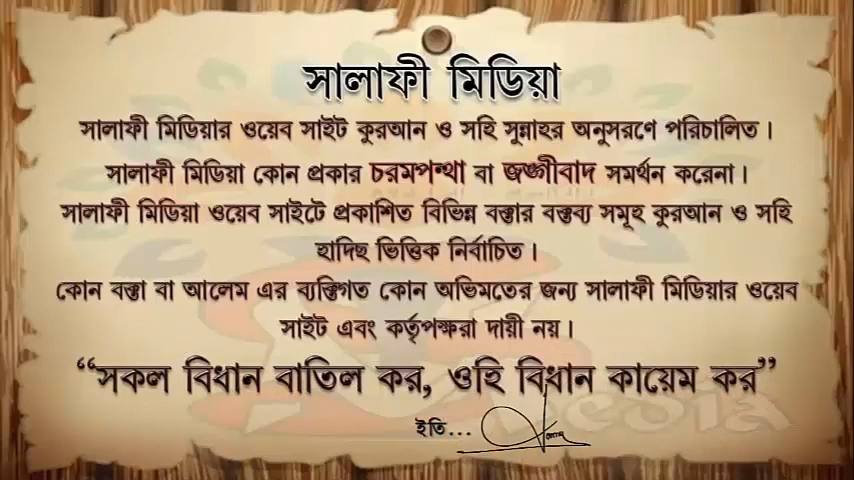 সালাফী মিডিয়া
সালাফী মিডিয়ার ওয়েব সাইট কুরআন ও সহি সুন্নাহর অনুসরণে পরিচালিত।
সালাফী মিডিয়া কোন প্রকার চরমপন্থা বা জঙ্গীবাদ সমর্থন করেনা।
সালাফী মিডিয়া ওয়েব সাইটে প্রকাশিত বিভিন্ন বক্তার বক্তব্য সমূহ কুরআন ও সহি
হাদিছ ভিত্তিক নির্বাচিত।
কোন বক্তা বা আলেম এর ব্যক্তিগত কোন অভিমতের জন্য সালাফী মিডিয়ার ওয়েব
সাইট এবং কর্তৃপক্ষরা দায়ী নয়।
“সকল বিধান বাতিল কর, ওহি বিধান কায়েম কর”
ইতি...